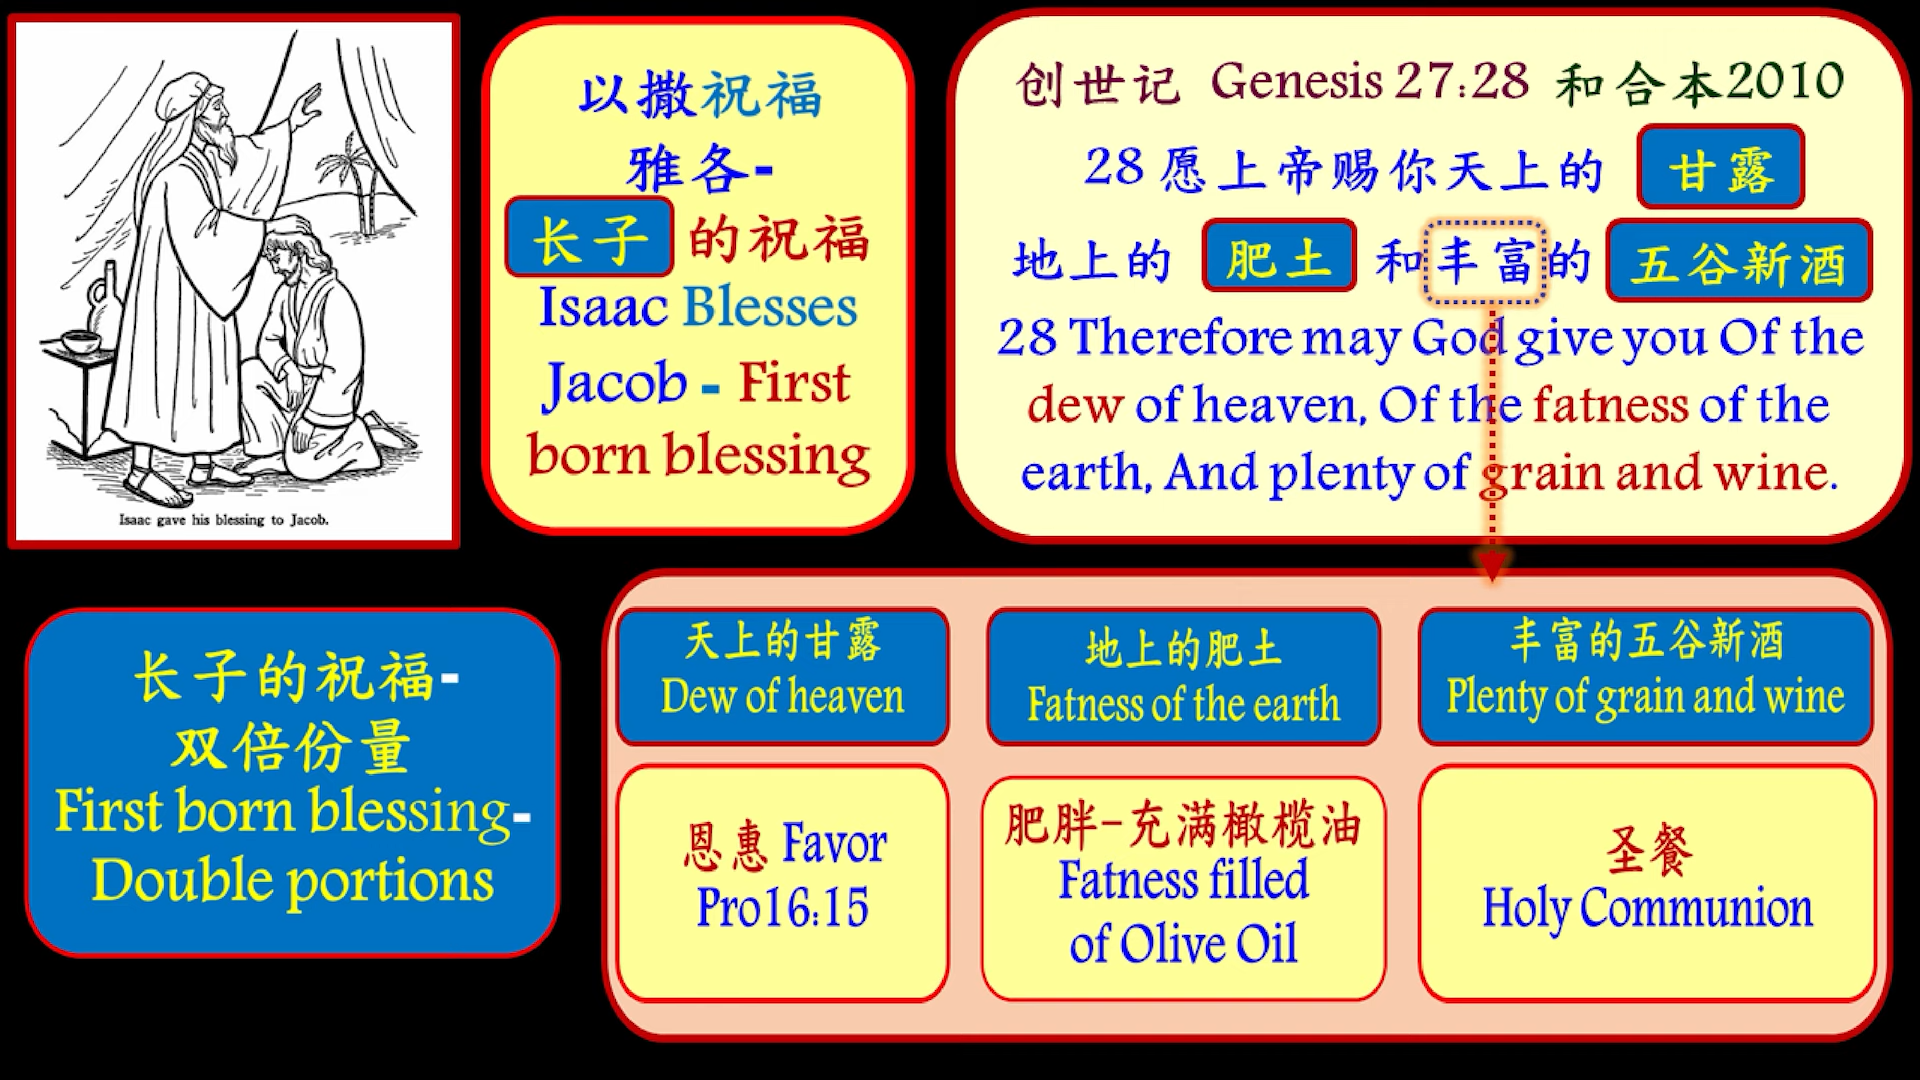 Isaac gave his blessing to Jacob.
以撒祝福
雅各-
长子 的祝福
Isaac Blesses
Jacob - First
born blessing
创世记 Genesis 27:28 和合本2010
28 愿上帝赐你天上的 甘露
地上的 肥土 和丰富的 五谷新酒
28 Therefore may God give you Of the
dew of heaven, Of the fatness of the
earth, And plenty of grain and wine.
长子的祝福-
双倍份量
First born blessing-
Double portions
天上的甘露
Dew of heaven
地上的肥土
Fatness of the earth
丰富的五谷新酒
Plenty of grain and wine
恩惠 Favor
Pro16:15
肥胖-充满橄榄油
Fatness filled
of Olive Oil
圣餐
Holy Communion